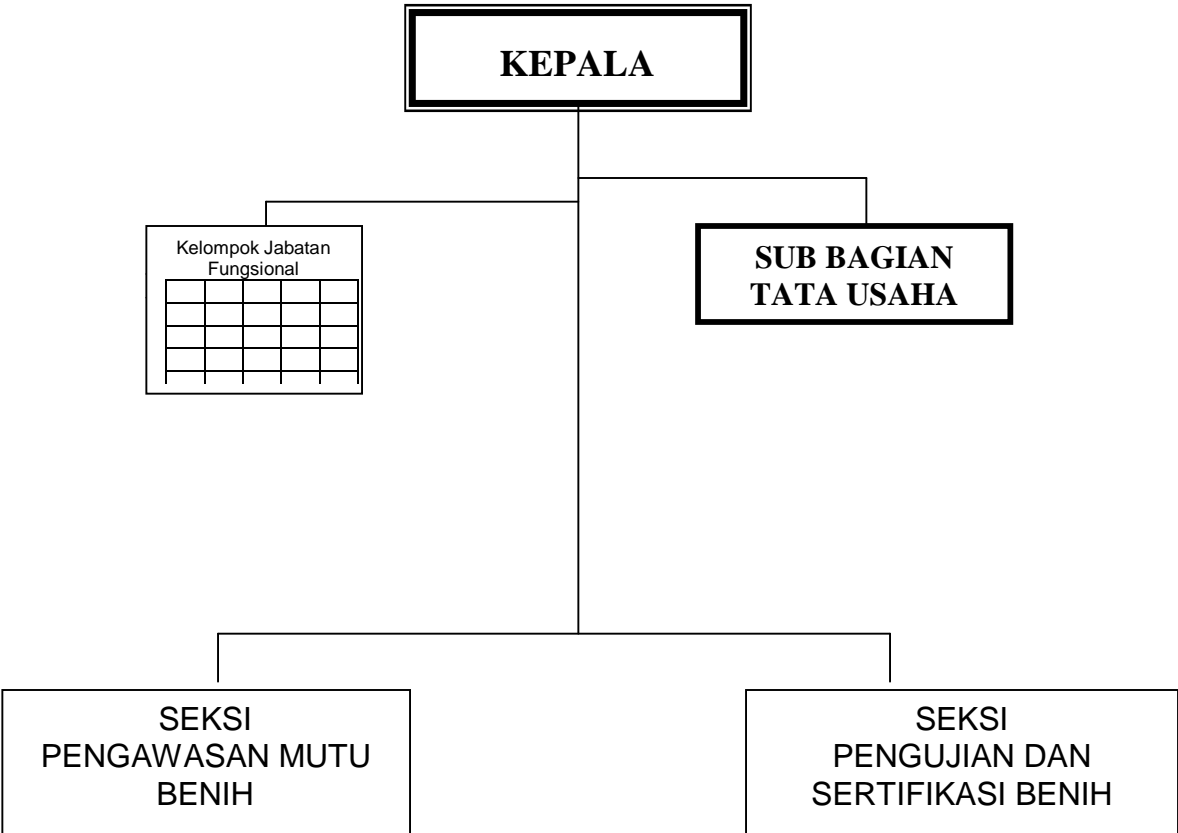 KEPALA
Kelompok Jabatan
Fungsional
SUB BAGIAN
TATA USAHA
SEKSI
PENGAWASAN MUTU
BENIH
SEKSI
PENGUJIAN DAN
SERTIFIKASI BENIH